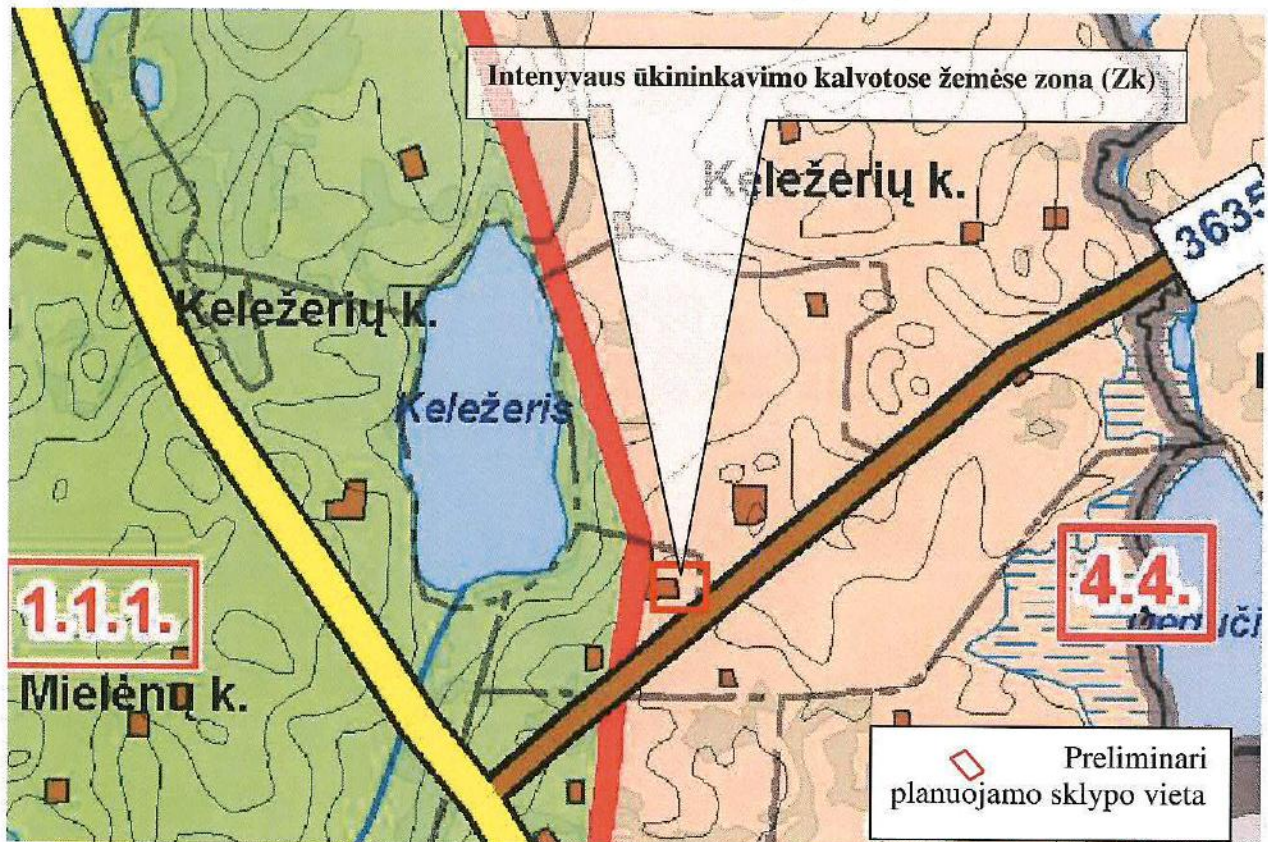 Intenyvaus ūkininkavimo kalvotose žemėse zona (Zk)
Keležerių k.
3635
Keležerių k.
Keležeris
1.1.1.
4.4.
Mielėnų k.
Preliminari
planuojamo sklypo vieta